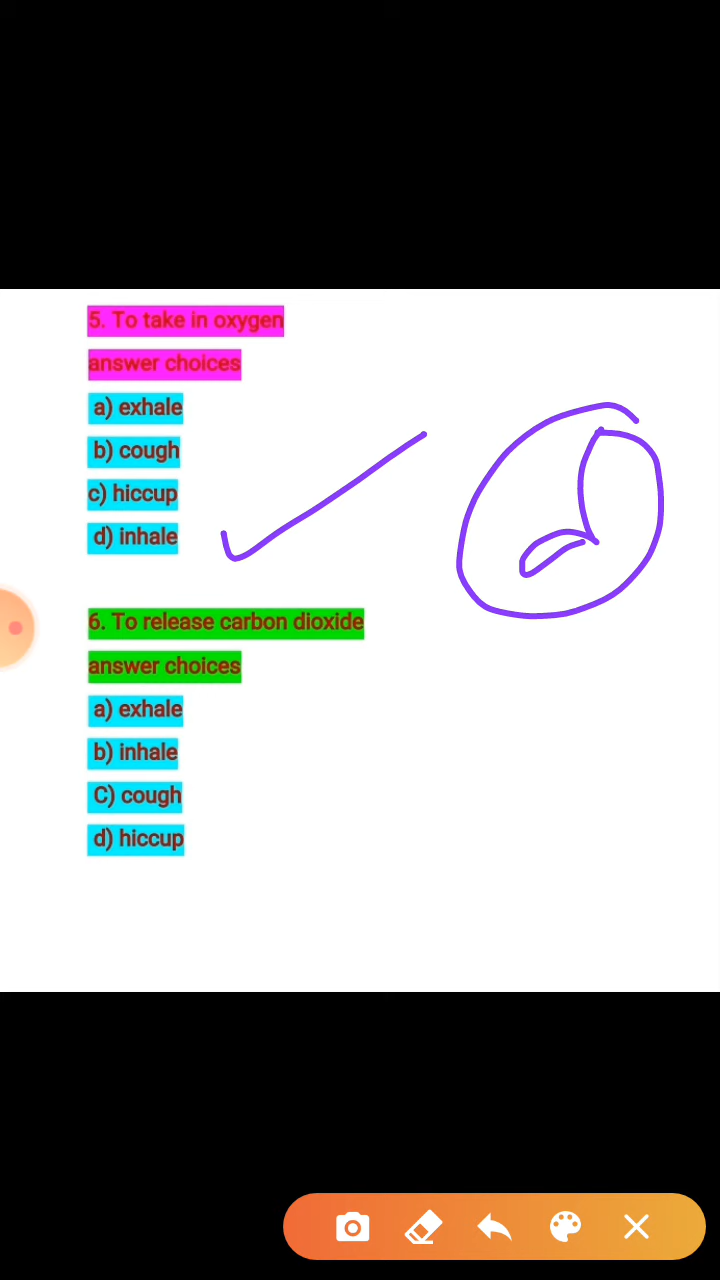 5. To take in oxygen
answer choices
a) exhale
b) cough
c) hiccup
d) inhale
6. To release carbon dioxide
answer choices
a) exhale
b) inhale
C) cough
d) hiccup